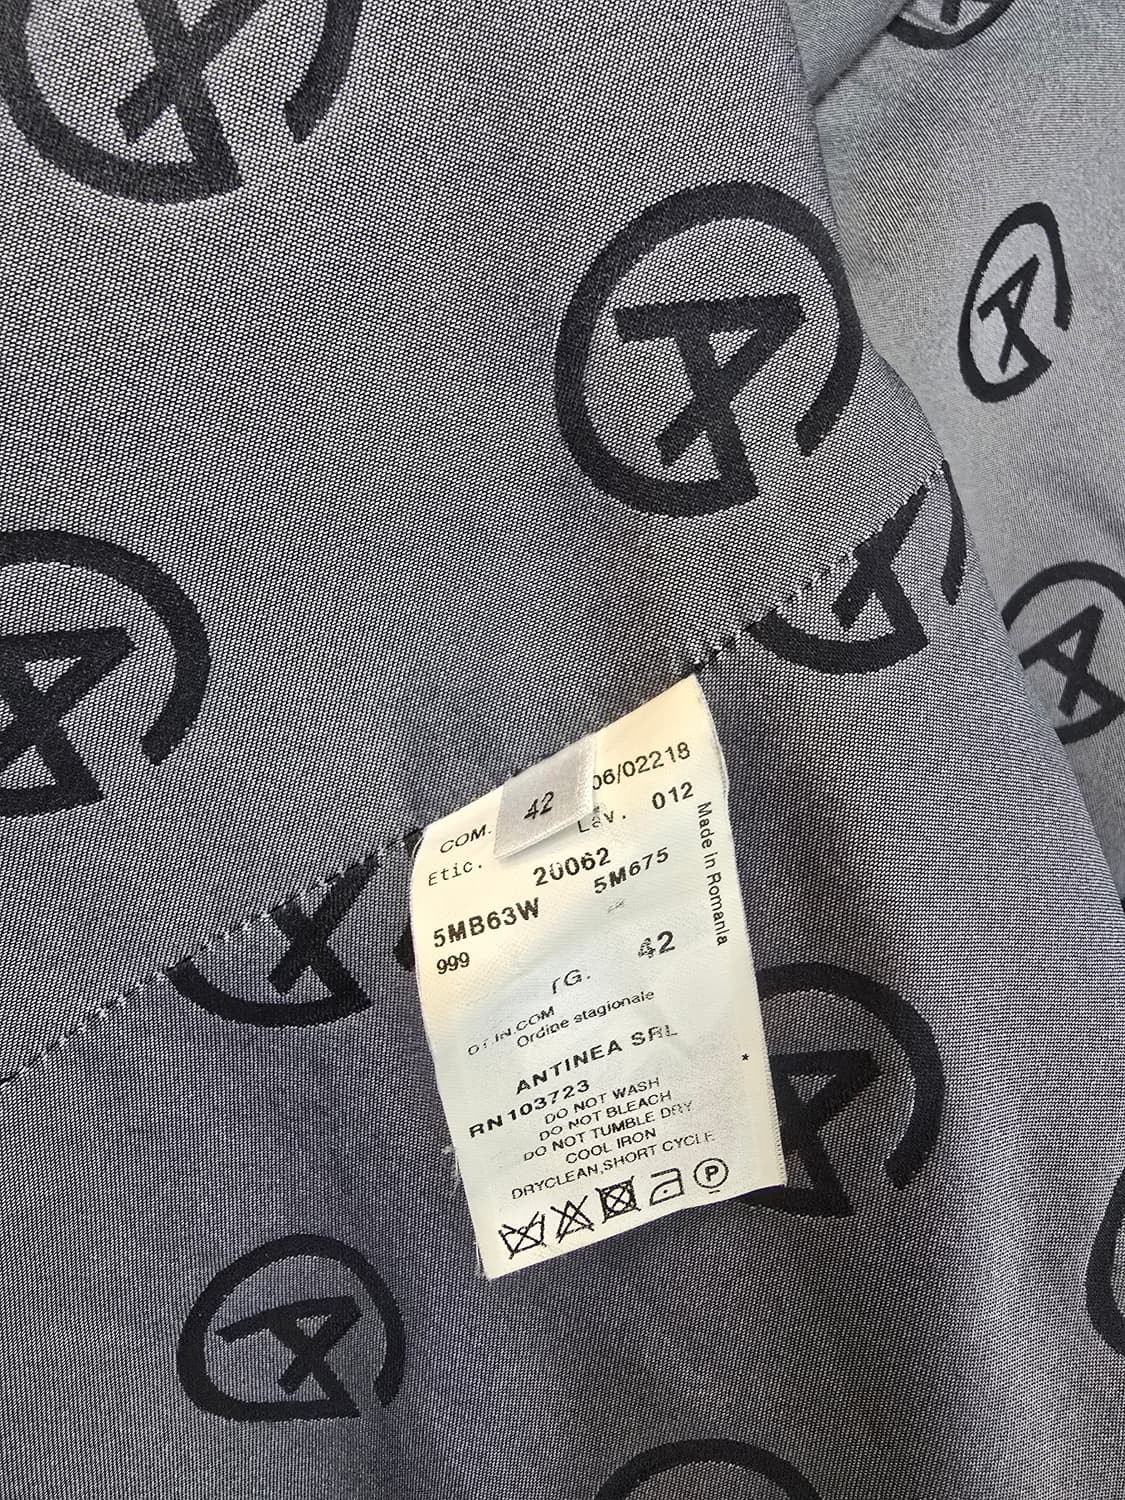 42
COM. 06/02218
Etic. Lav. 012
20062
5MB63W 5M675
999
TG. 42
Ordine stagionale
ANTINEA SRL
RN103723
DO NOT WASH
DO NOT BLEACH
DO NOT TUMBLE DRY
COOL IRON
DRYCLEAN,SHORT CYCLE
P
Made in Romania